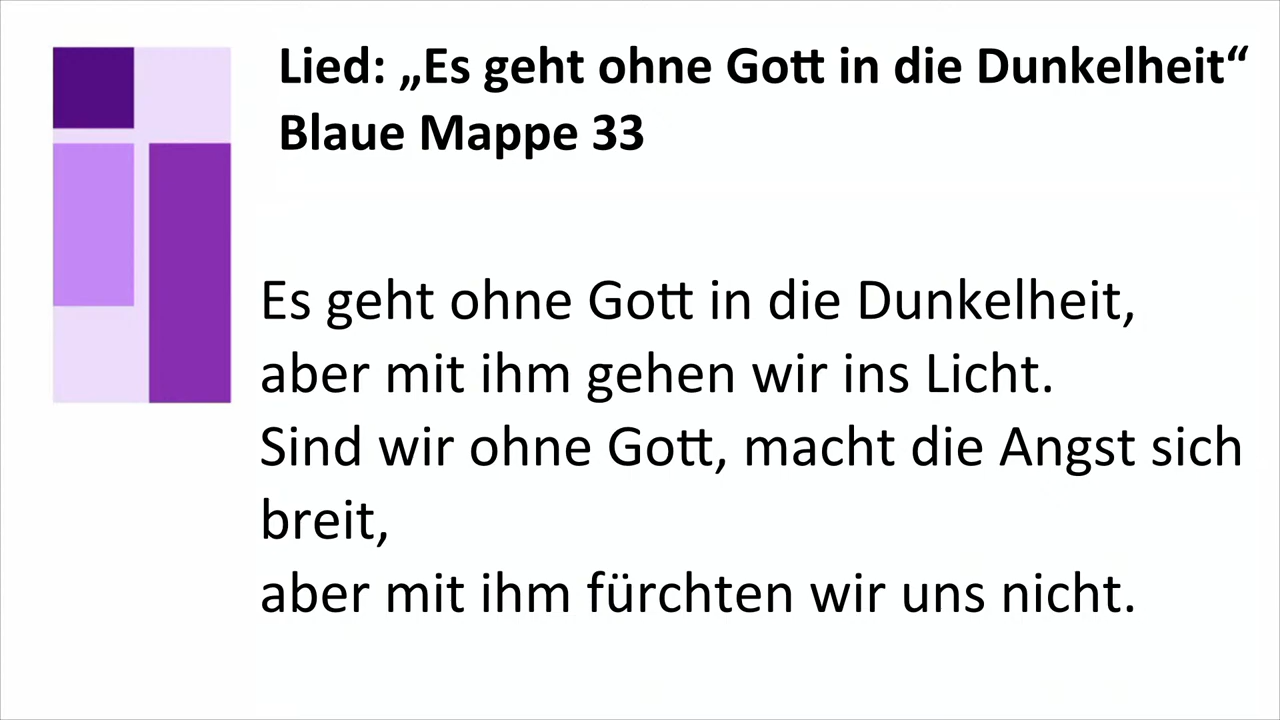 Lied: „Es geht ohne Gott in die Dunkelheit“
Blaue Mappe 33
Es geht ohne Gott in die Dunkelheit,
aber mit ihm gehen wir ins Licht.
Sind wir ohne Gott, macht die Angst sich
breit,
aber mit ihm fürchten wir uns nicht.